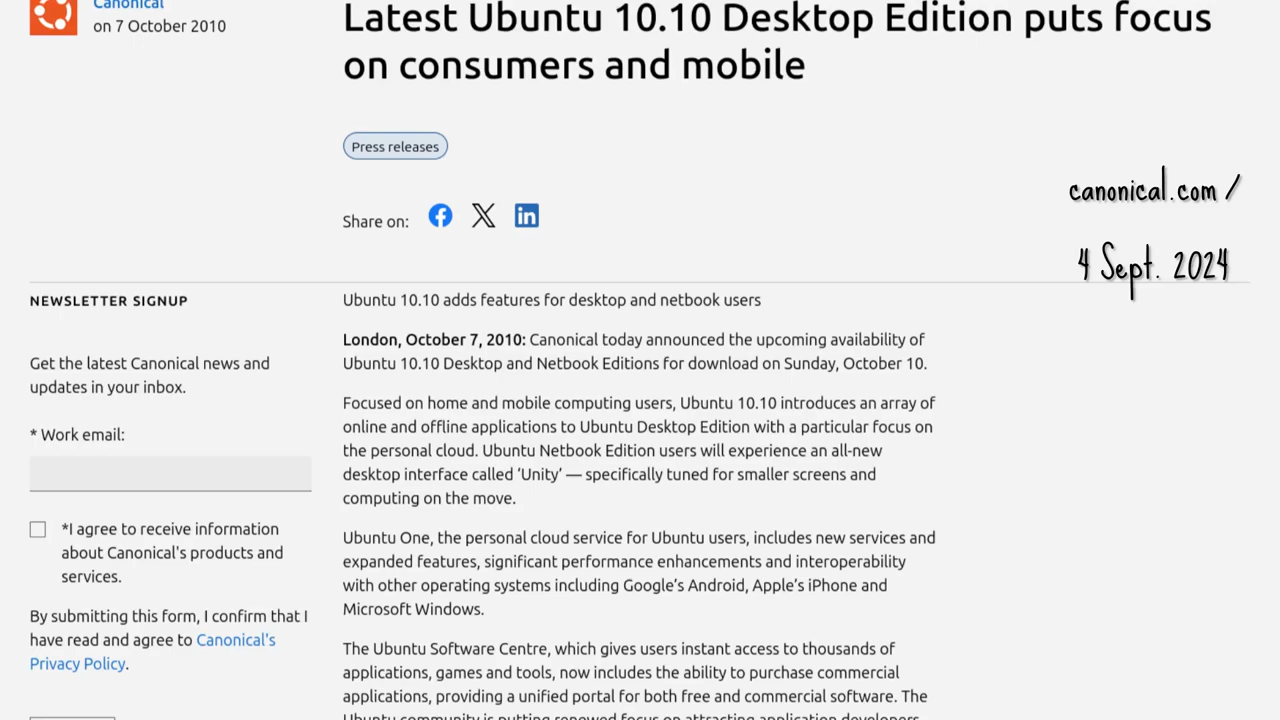 Canonical
on 7 October 2010
Latest Ubuntu 10.10 Desktop Edition puts focus
on consumers and mobile
Press releases
Share on:
canonical.com /
4 Sept. 2024
NEWSLETTER SIGNUP
Get the latest Canonical news and
updates in your inbox.
* Work email:
*I agree to receive information
about Canonical's products and
services.
By submitting this form, I confirm that I
have read and agree to Canonical's
Privacy Policy.
Ubuntu 10.10 adds features for desktop and netbook users
London, October 7, 2010: Canonical today announced the upcoming availability of
Ubuntu 10.10 Desktop and Netbook Editions for download on Sunday, October 10.
Focused on home and mobile computing users, Ubuntu 10.10 introduces an array of
online and offline applications to Ubuntu Desktop Edition with a particular focus on
the personal cloud. Ubuntu Netbook Edition users will experience an all-new
desktop interface called ‘Unity’ — specifically tuned for smaller screens and
computing on the move.
Ubuntu One, the personal cloud service for Ubuntu users, includes new services and
expanded features, significant performance enhancements and interoperability
with other operating systems including Google’s Android, Apple’s iPhone and
Microsoft Windows.
The Ubuntu Software Centre, which gives users instant access to thousands of
applications, games and tools, now includes the ability to purchase commercial
applications, providing a unified portal for both free and commercial software. The
Ubuntu community is putting renewed focus on attracting application developers